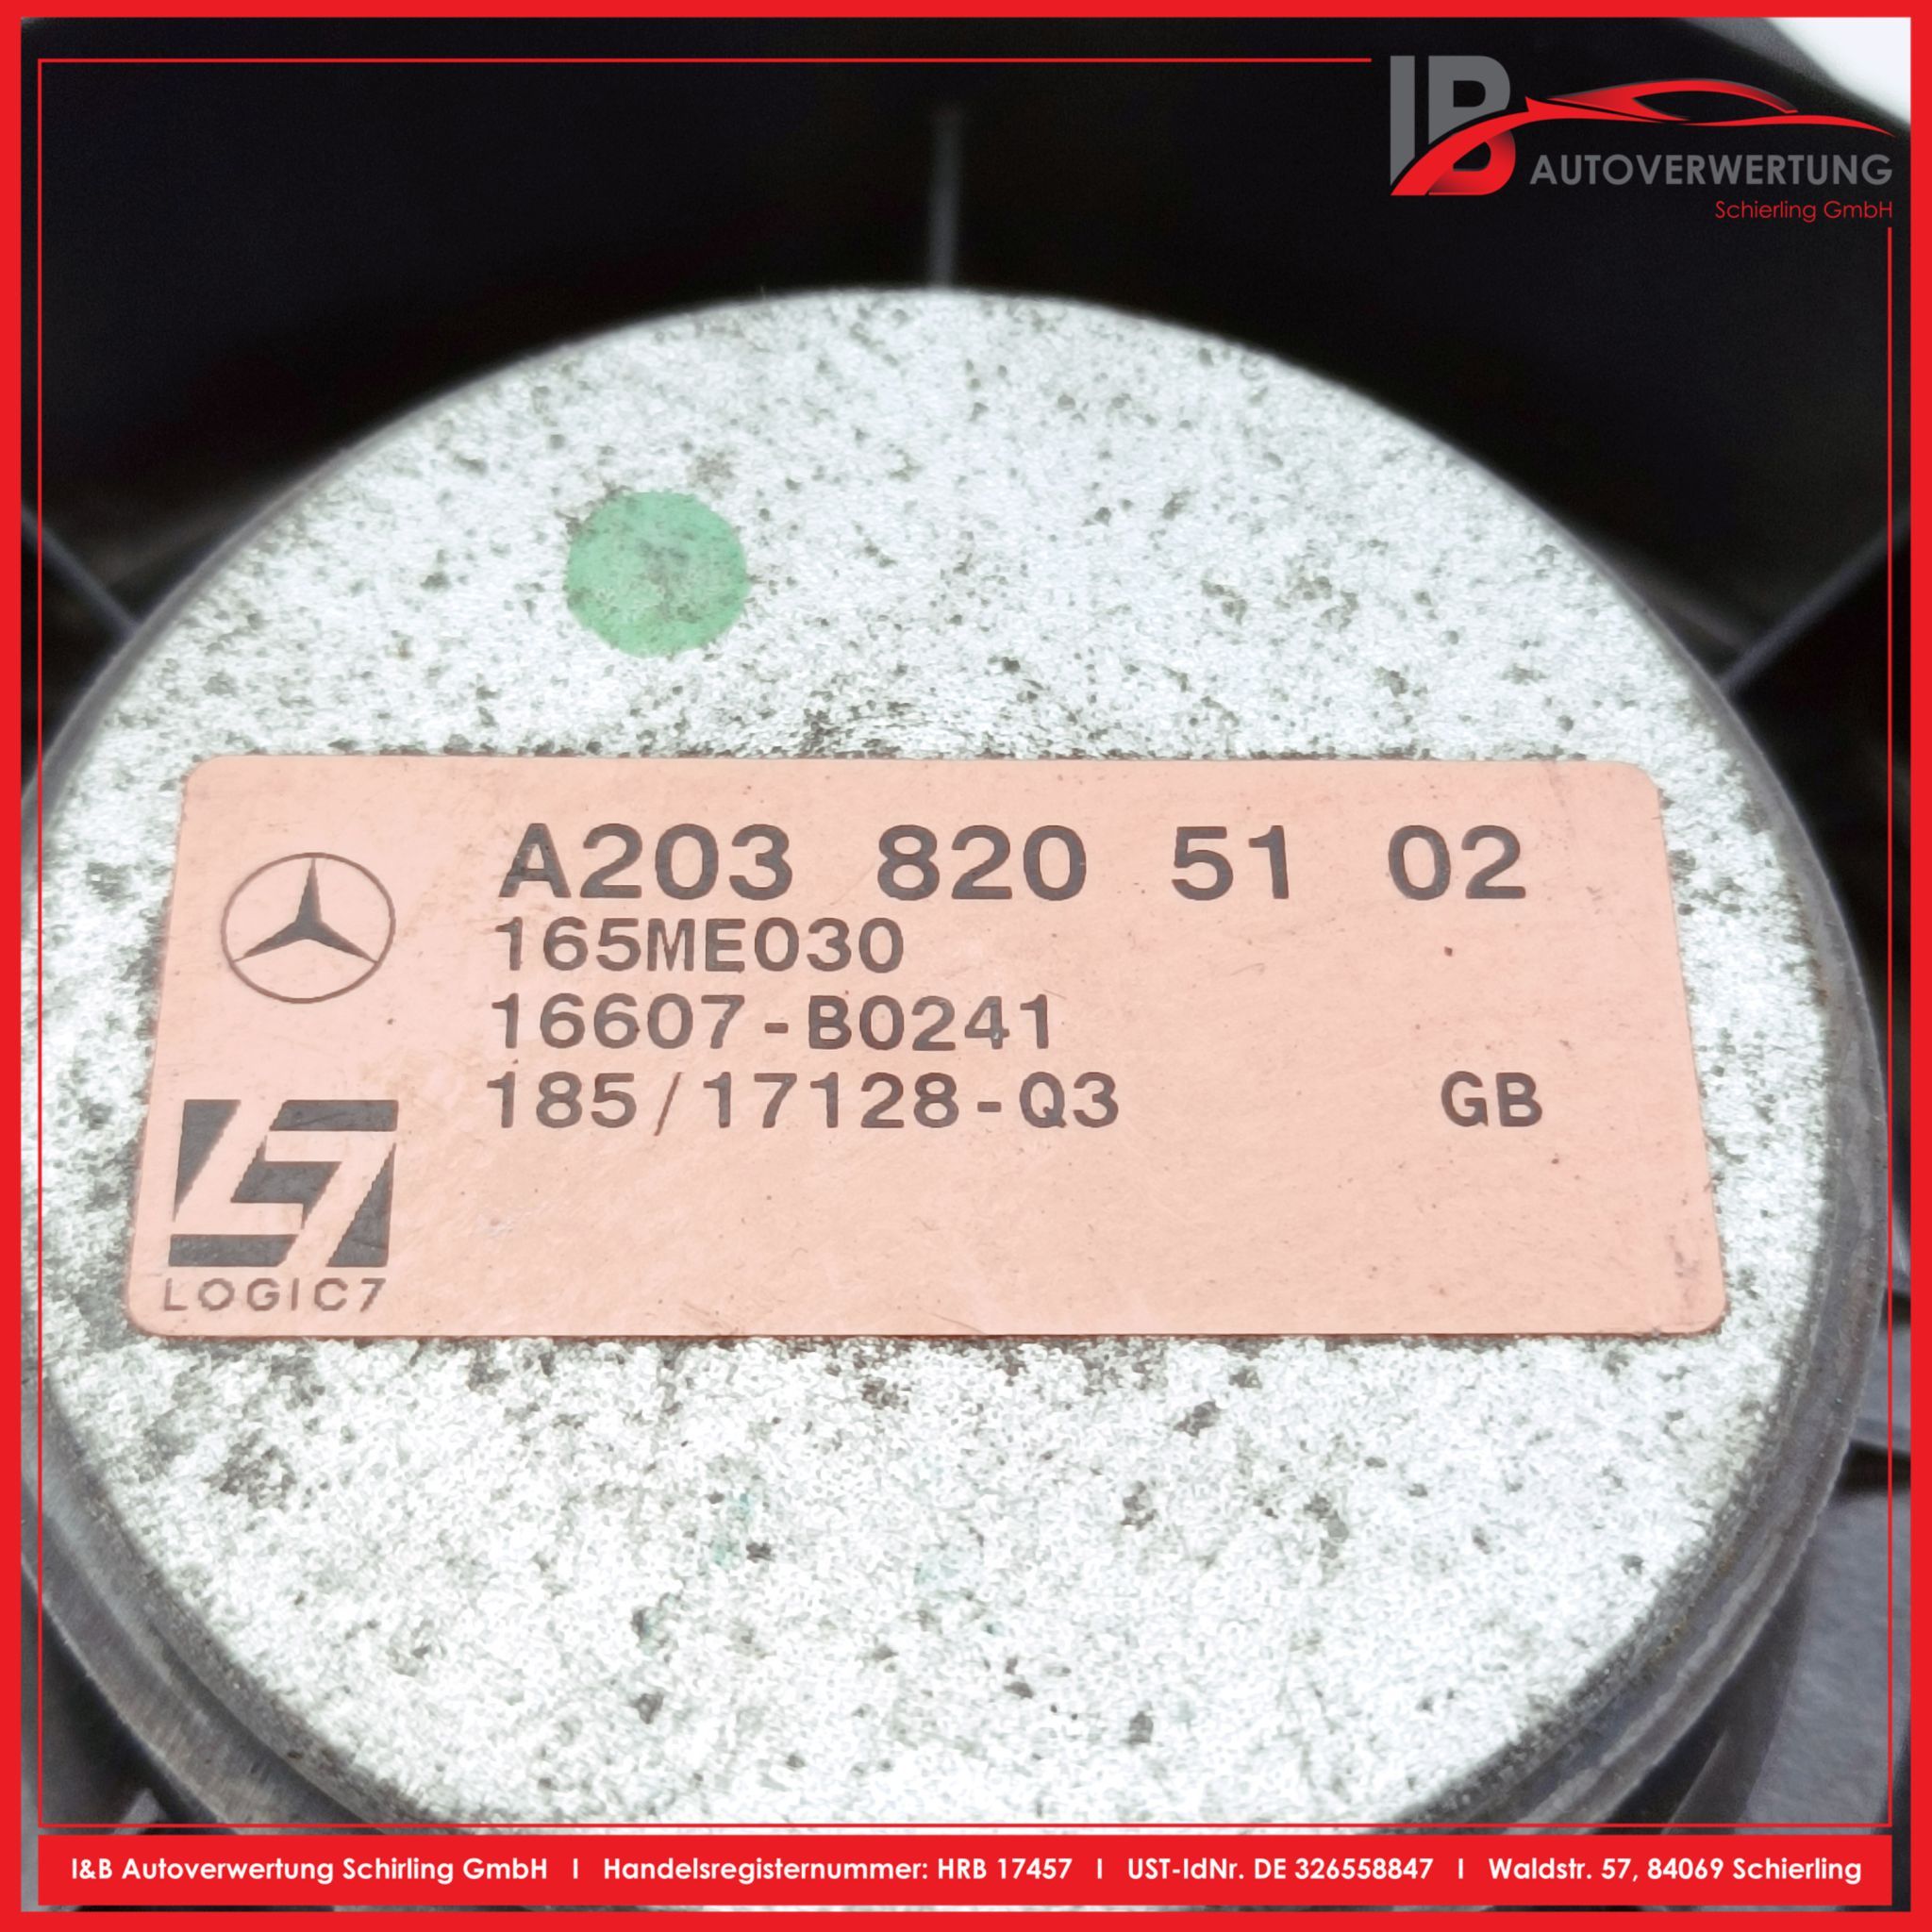 IB
AUTOVERWERTUNG
Schierling GmbH
A203 820 51 02
165ME030
16607-B0241
185/17128-Q3 GB
L7
LOGIC7
I&B Autoverwertung Schirling GmbH I Handelsregisternummer: HRB 17457 I UST-IdNr. DE 326558847 I Waldstr. 57, 84069 Schierling